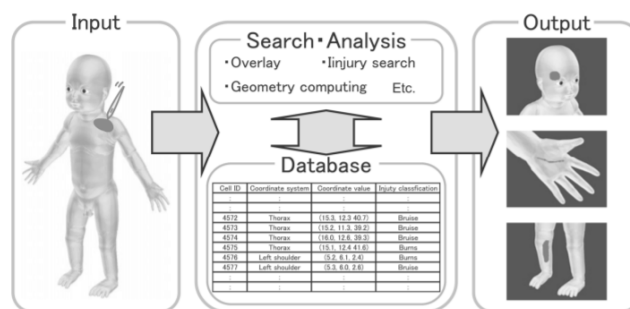 Input
Search・Analysis
・Overlay ・Iinjury search
・Geometry computing Etc.
Database
Cell ID Coordinate system Coordinate value Injuty classfication
: : : :
: : : :
4572 Thorax (15.3, 12.3 40.7) Bruise
4573 Thorax (15.2, 11.3, 39.2) Bruise
4574 Thorax (16.0, 12.6, 39.3) Bruise
4575 Thorax (15.1, 12.4 41.6) Burns
4576 Left shoulder (5.2, 6.1, 2.4) Burns
4577 Left shoulder (5.3, 6.0, 2.6) Bruise
: : : :
: : : :
Output